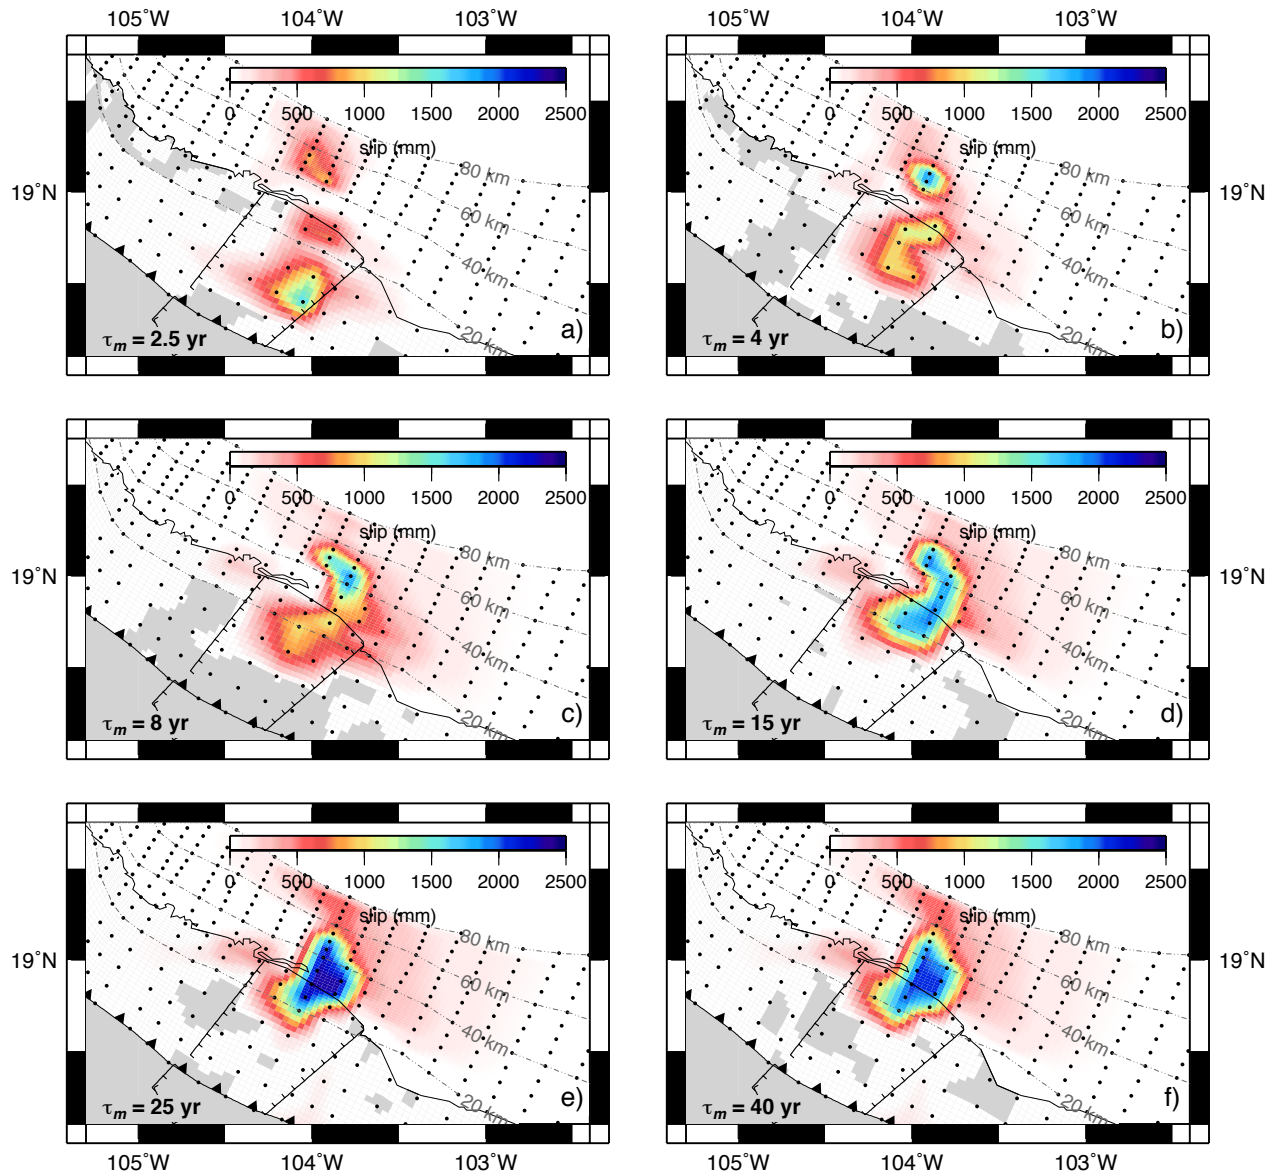 105˚W 104˚W 103˚W 105˚W 104˚W 103˚W
0 500 1000 1500 2000 2500
slip (mm)
80 km
60 km
40 km
20 km
19˚N
τm = 2.5 yr
a)
0 500 1000 1500 2000 2500
slip (mm)
80 km
60 km
40 km
20 km
19˚N
τm = 4 yr
b)
0 500 1000 1500 2000 2500
slip (mm)
80 km
60 km
40 km
20 km
19˚N
τm = 8 yr
c)
0 500 1000 1500 2000 2500
slip (mm)
80 km
60 km
40 km
20 km
19˚N
τm = 15 yr
d)
0 500 1000 1500 2000 2500
slip (mm)
80 km
60 km
40 km
20 km
19˚N
τm = 25 yr
e)
0 500 1000 1500 2000 2500
slip (mm)
80 km
60 km
40 km
20 km
19˚N
τm = 40 yr
f)
105˚W 104˚W 103˚W 105˚W 104˚W 103˚W